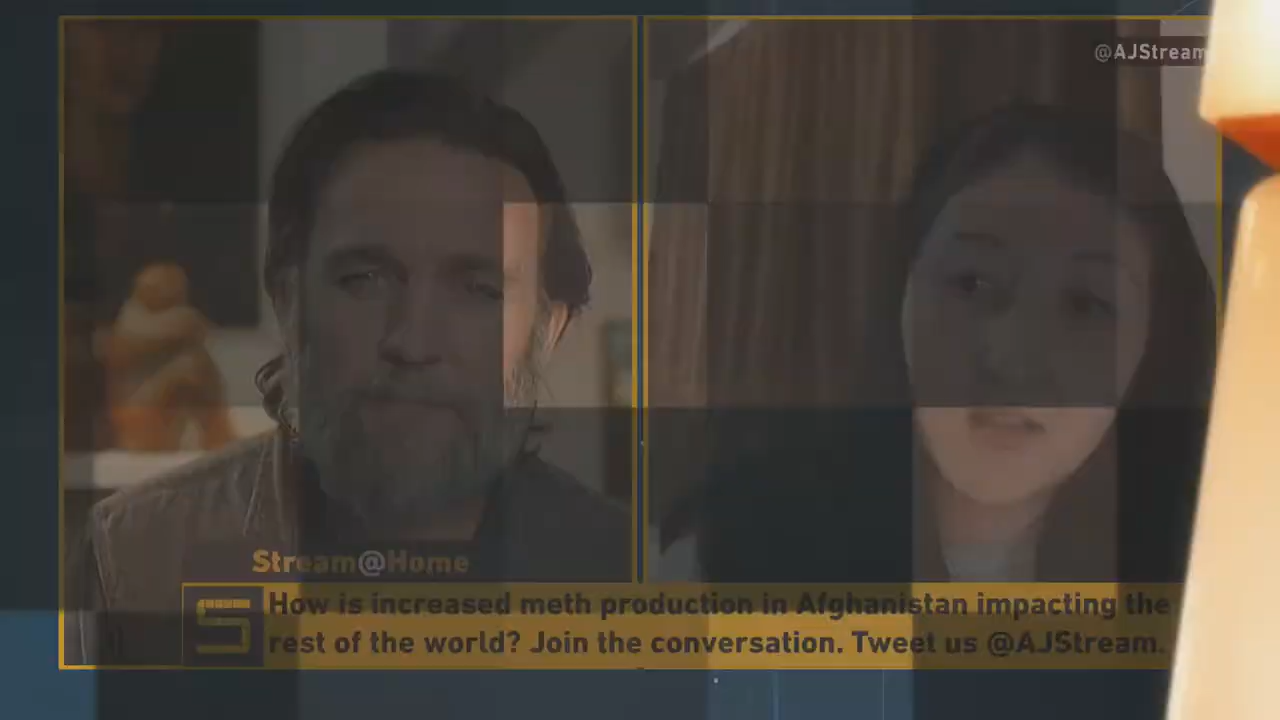 @AJStream
Stream@Home
How is increased meth production in Afghanistan impacting the
rest of the world? Join the conversation. Tweet us @AJStream.